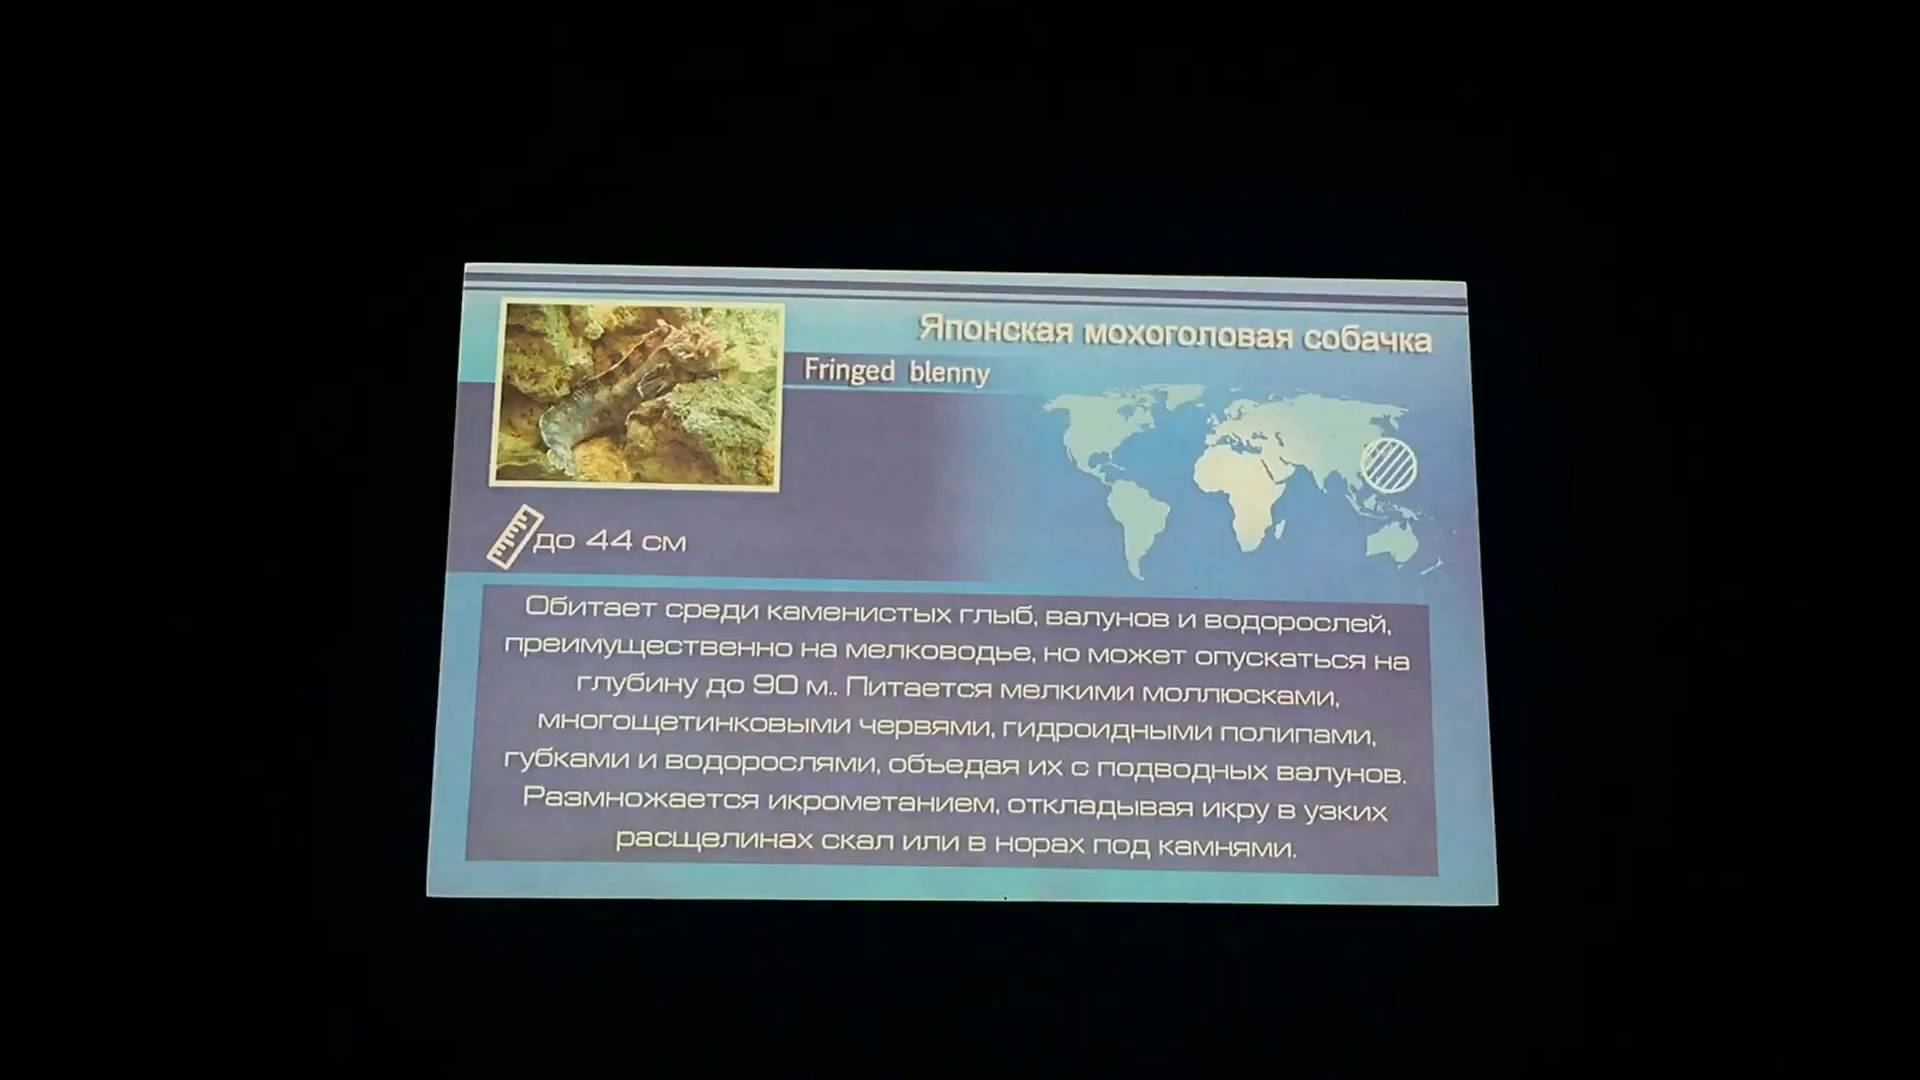 Японская мохоголовая собачка
Fringed blenny
до 44 см
Обитает среди каменистых глыб, валунов и водорослей,
преимущественно на мелководье, но может опускаться на
глубину до 90 м.. Питается мелкими моллюсками,
многощетинковыми червями, гидроидными полипами,
губками и водорослями, объедая их с подводных валунов.
Размножается икрометанием, откладывая икру в узких
расщелинах скал или в норах под камнями.